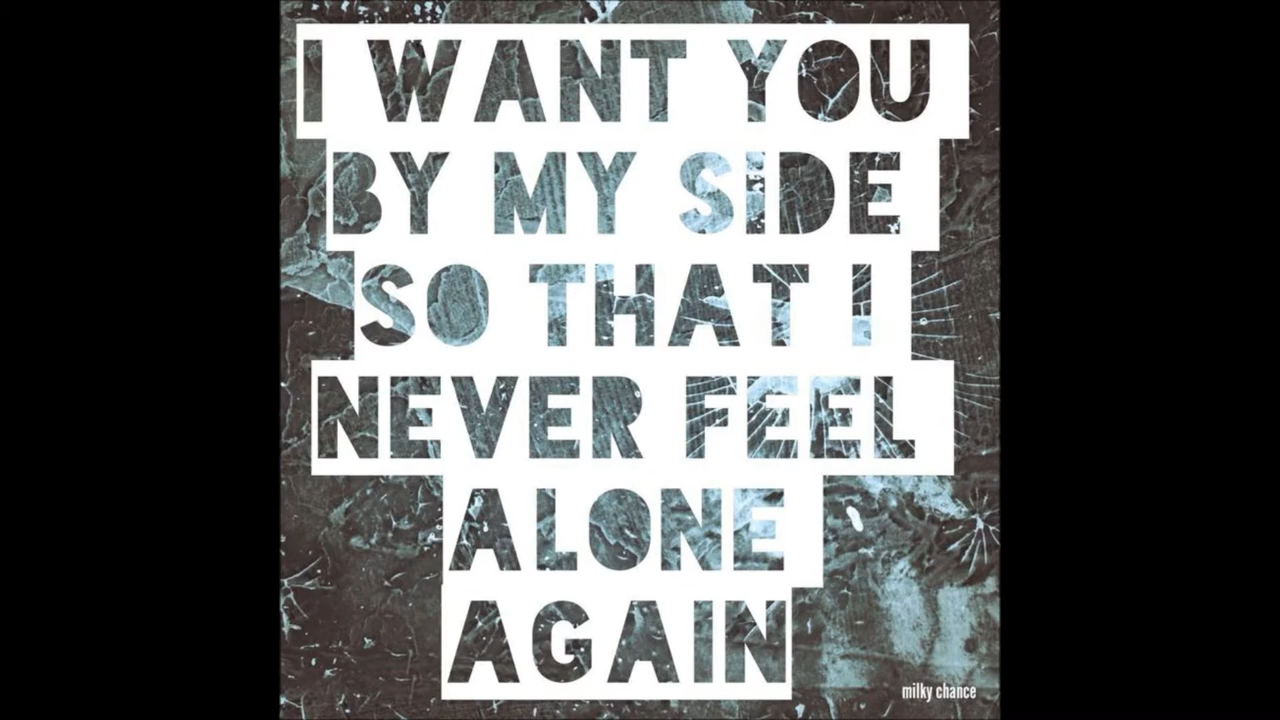 I WANT YOU
BY MY SIDE
SO THAT I
NEVER FEEL
ALONE
AGAIN
milky chance